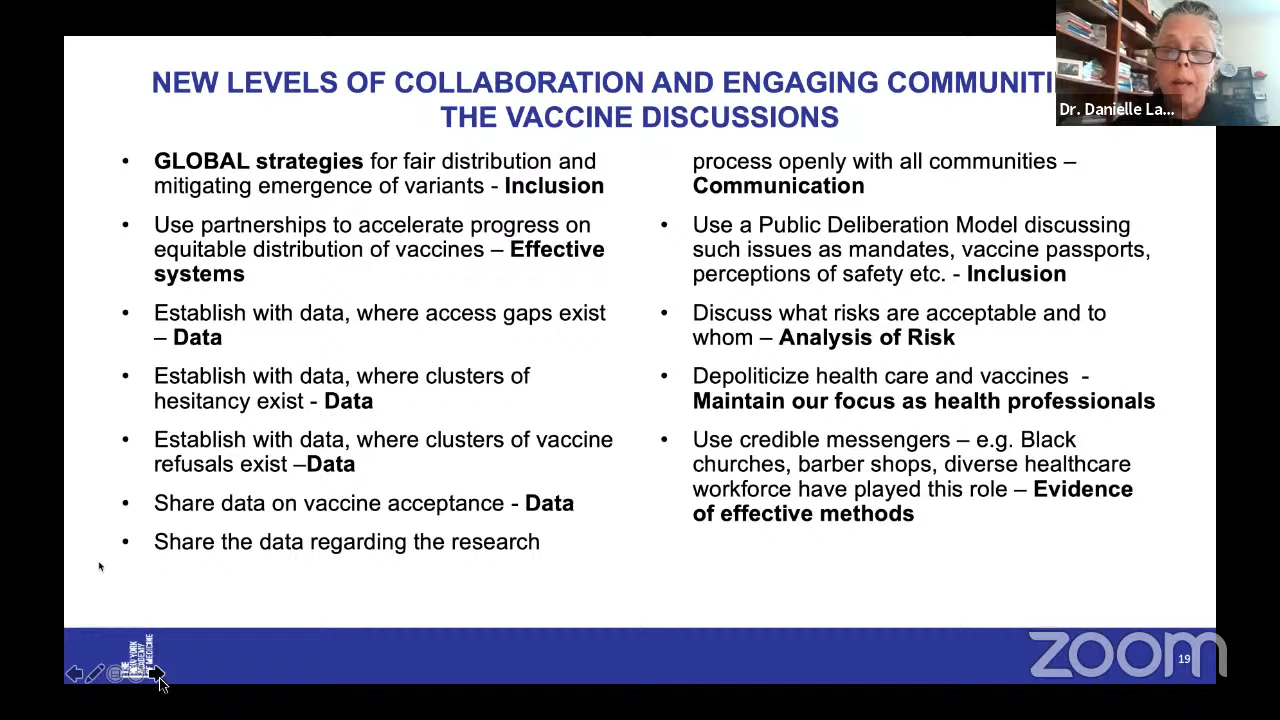 NEW LEVELS OF COLLABORATION AND ENGAGING COMMUNITI
THE VACCINE DISCUSSIONS
• GLOBAL strategies for fair distribution and
mitigating emergence of variants - Inclusion
• Use partnerships to accelerate progress on
equitable distribution of vaccines – Effective
systems
• Establish with data, where access gaps exist
– Data
• Establish with data, where clusters of
hesitancy exist - Data
• Establish with data, where clusters of vaccine
refusals exist –Data
• Share data on vaccine acceptance - Data
• Share the data regarding the research
process openly with all communities –
Communication
• Use a Public Deliberation Model discussing
such issues as mandates, vaccine passports,
perceptions of safety etc. - Inclusion
• Discuss what risks are acceptable and to
whom – Analysis of Risk
• Depoliticize health care and vaccines -
Maintain our focus as health professionals
• Use credible messengers – e.g. Black
churches, barber shops, diverse healthcare
workforce have played this role – Evidence
of effective methods
Dr. Danielle La...
THE
NEW YORK
ACADEMY
OF MEDICINE
zoom
19